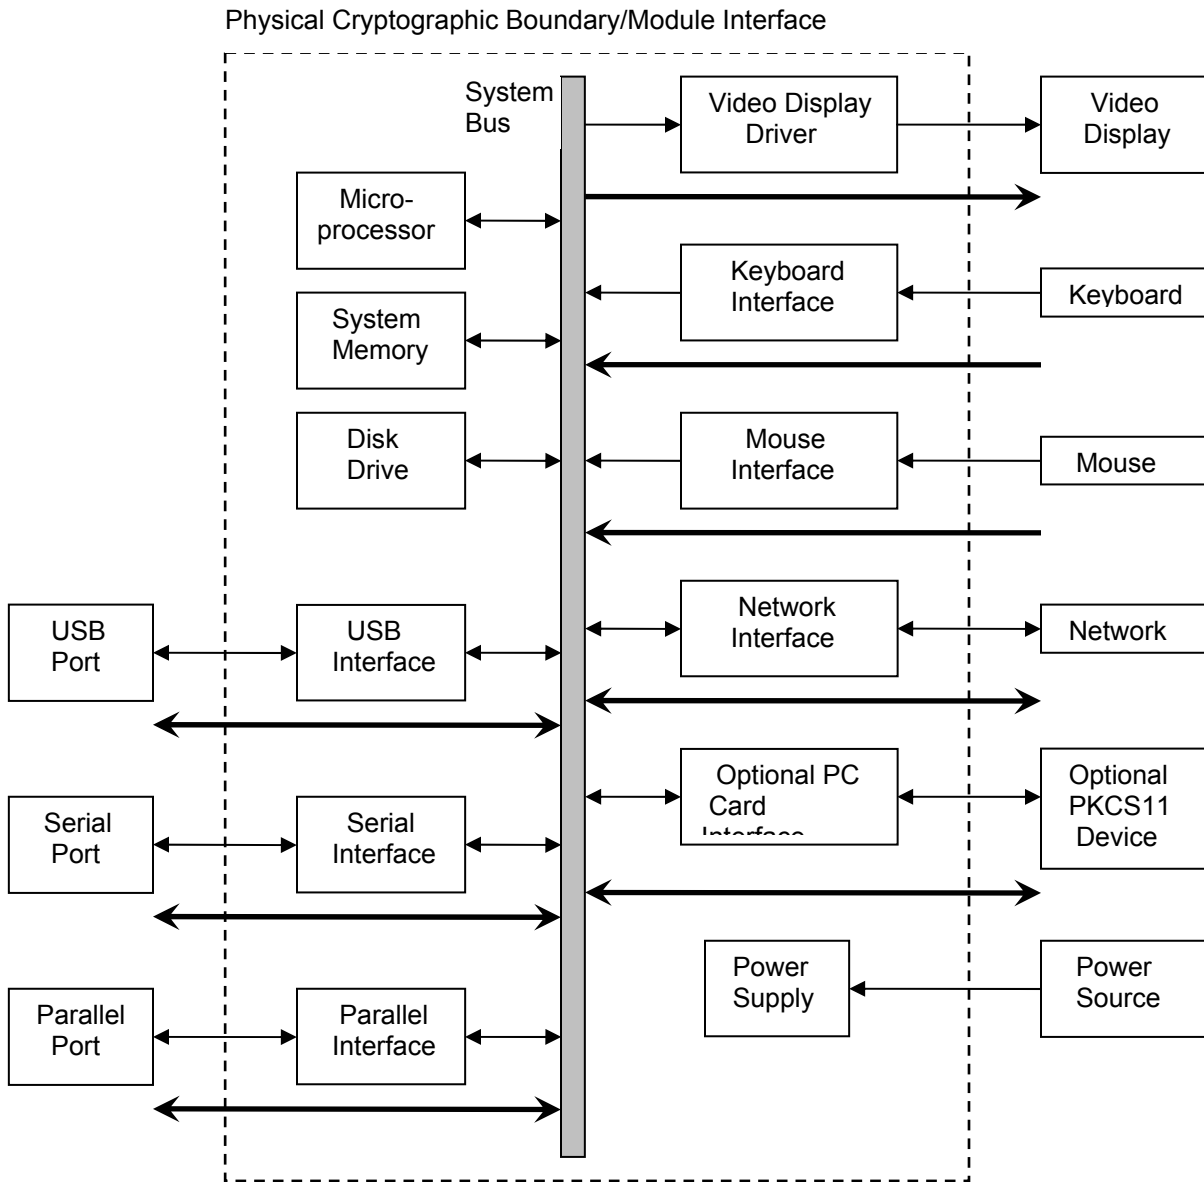 Physical Cryptographic Boundary/Module Interface
System
Bus
Video Display
Driver
Video
Display
Micro-
processor
Keyboard
Interface
Keyboard
System
Memory
Disk
Drive
Mouse
Interface
Mouse
USB
Port
USB
Interface
Network
Interface
Network
Optional PC
Card
Interface
Optional
PKCS11
Device
Serial
Port
Serial
Interface
Power
Supply
Power
Source
Parallel
Port
Parallel
Interface